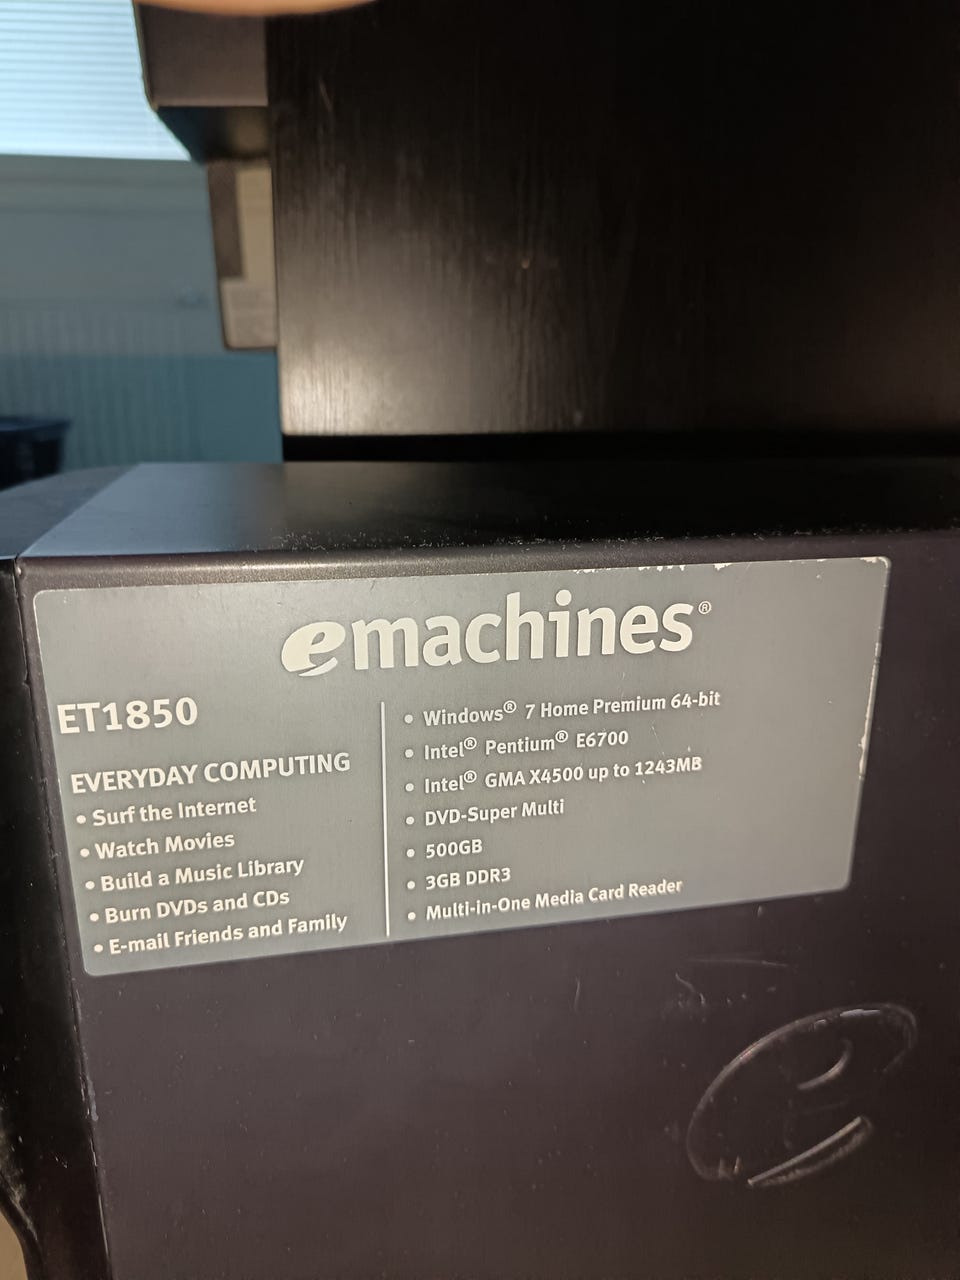 emachines®
ET1850
EVERYDAY COMPUTING
• Surf the Internet
• Watch Movies
• Build a Music Library
• Burn DVDs and CDs
• E-mail Friends and Family
• Windows® 7 Home Premium 64-bit
• Intel® Pentium® E6700
• Intel® GMA X4500 up to 1243MB
• DVD-Super Multi
• 500GB
• 3GB DDR3
• Multi-in-One Media Card Reader